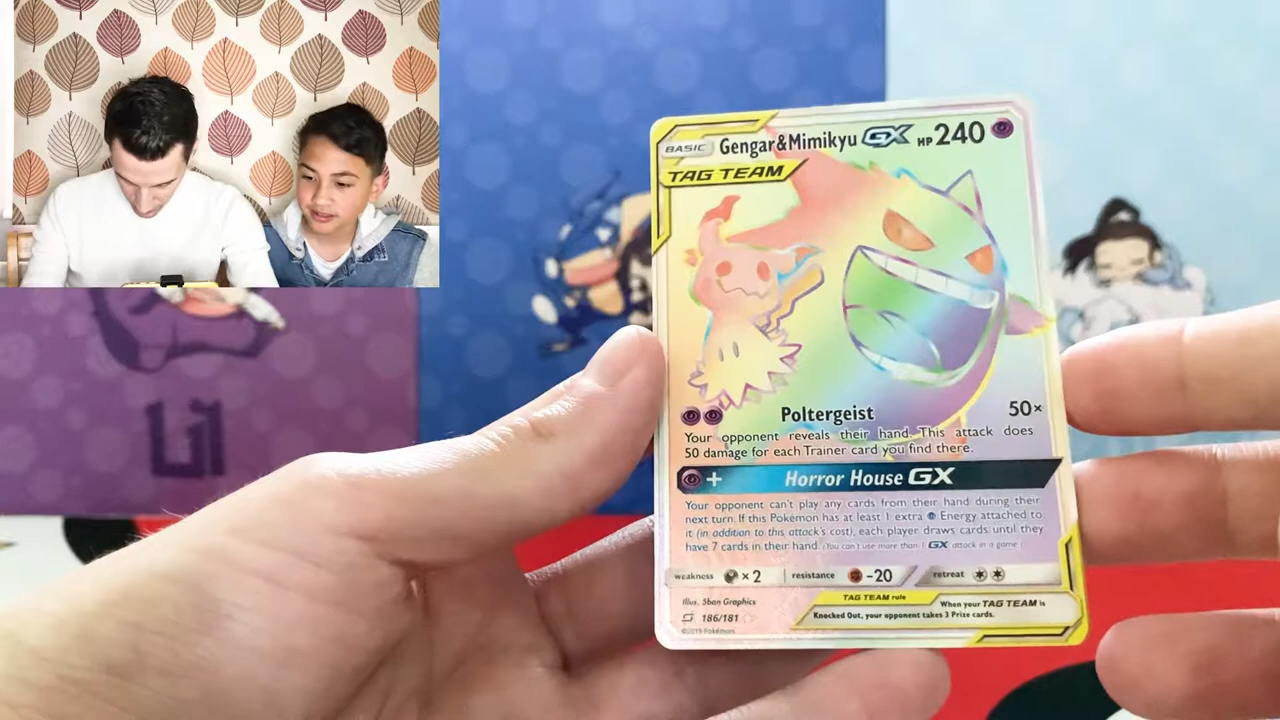 BASIC Gengar&Mimikyu GX HP 240
TAG TEAM
Poltergeist 50×
Your opponent reveals their hand. This attack does
50 damage for each Trainer card you find there.
+ Horror House GX
Your opponent can't play any cards from their hand during their
next turn. If this Pokémon has at least 1 extra Energy attached to
it (in addition to this attack's cost), each player draws cards until they
have 7 cards in their hand. (You can't use more than 1 GX attack in a game.)
weakness ×2 resistance -20 retreat
Illus. 5ban Graphics
TAG TEAM rule
When your TAG TEAM is
Knocked Out, your opponent takes 3 Prize cards.
186/181
©2019 Pokémon
Lil